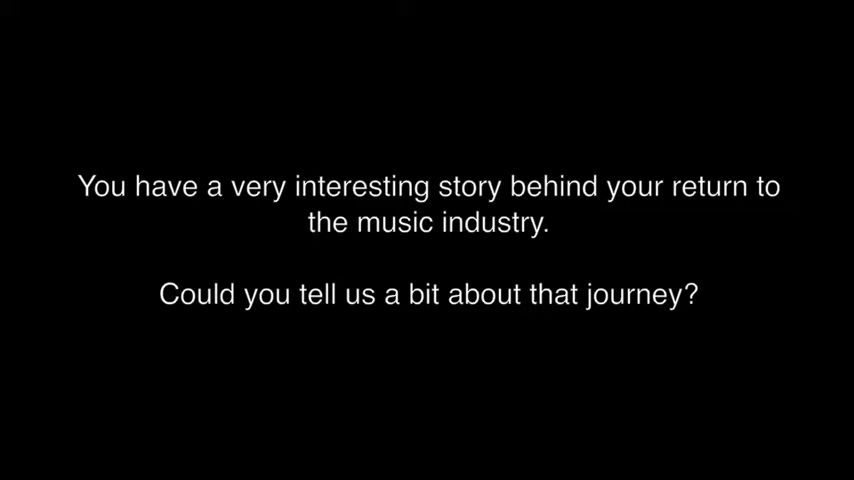 You have a very interesting story behind your return to
the music industry.
Could you tell us a bit about that journey?